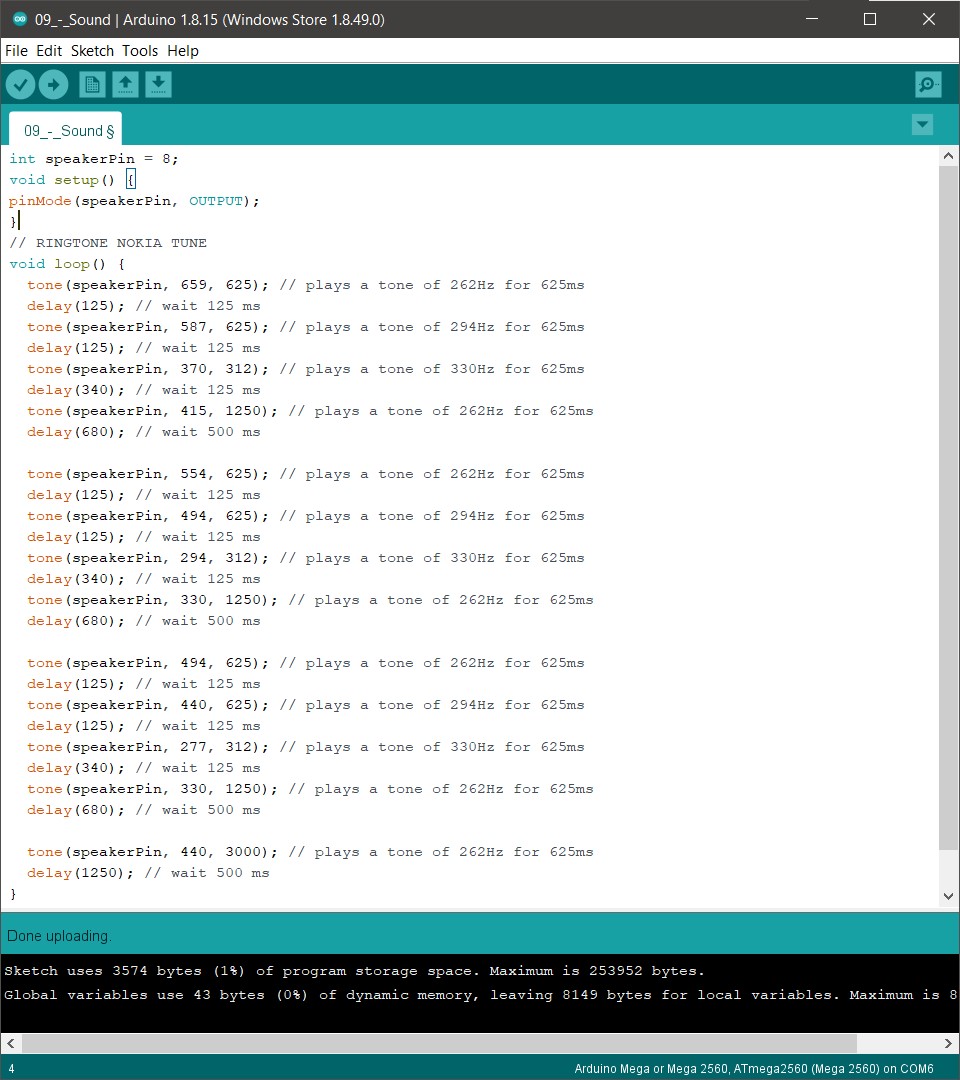 09_-_Sound | Arduino 1.8.15 (Windows Store 1.8.49.0)
File Edit Sketch Tools Help
09_-_Sound §
int speakerPin = 8;
void setup() {
pinMode(speakerPin, OUTPUT);
}
// RINGTONE NOKIA TUNE
void loop() {
  tone(speakerPin, 659, 625); // plays a tone of 262Hz for 625ms
  delay(125); // wait 125 ms
  tone(speakerPin, 587, 625); // plays a tone of 294Hz for 625ms
  delay(125); // wait 125 ms
  tone(speakerPin, 370, 312); // plays a tone of 330Hz for 625ms
  delay(340); // wait 125 ms
  tone(speakerPin, 415, 1250); // plays a tone of 262Hz for 625ms
  delay(680); // wait 500 ms

  tone(speakerPin, 554, 625); // plays a tone of 262Hz for 625ms
  delay(125); // wait 125 ms
  tone(speakerPin, 494, 625); // plays a tone of 294Hz for 625ms
  delay(125); // wait 125 ms
  tone(speakerPin, 294, 312); // plays a tone of 330Hz for 625ms
  delay(340); // wait 125 ms
  tone(speakerPin, 330, 1250); // plays a tone of 262Hz for 625ms
  delay(680); // wait 500 ms

  tone(speakerPin, 494, 625); // plays a tone of 262Hz for 625ms
  delay(125); // wait 125 ms
  tone(speakerPin, 440, 625); // plays a tone of 294Hz for 625ms
  delay(125); // wait 125 ms
  tone(speakerPin, 277, 312); // plays a tone of 330Hz for 625ms
  delay(340); // wait 125 ms
  tone(speakerPin, 330, 1250); // plays a tone of 262Hz for 625ms
  delay(680); // wait 500 ms

  tone(speakerPin, 440, 3000); // plays a tone of 262Hz for 625ms
  delay(1250); // wait 500 ms
}
Done uploading.
Sketch uses 3574 bytes (1%) of program storage space. Maximum is 253952 bytes.
Global variables use 43 bytes (0%) of dynamic memory, leaving 8149 bytes for local variables. Maximum is 8
4 Arduino Mega or Mega 2560, ATmega2560 (Mega 2560) on COM6